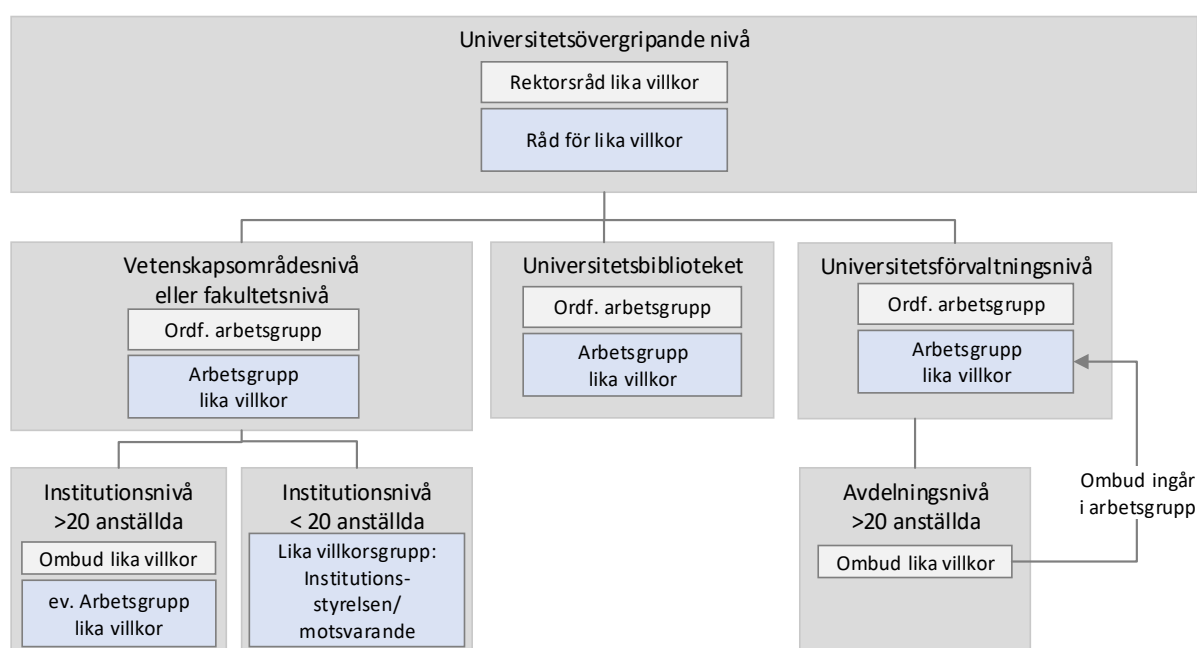 Universitetsövergripande nivå
Rektorsråd lika villkor
Råd för lika villkor
Vetenskapsområdesnivå
eller fakultetsnivå
Ordf. arbetsgrupp
Arbetsgrupp
lika villkor
Universitetsbiblioteket
Ordf. arbetsgrupp
Arbetsgrupp
lika villkor
Universitetsförvaltningsnivå
Ordf. arbetsgrupp
Arbetsgrupp
lika villkor
Institutionsnivå
>20 anställda
Ombud lika villkor
ev. Arbetsgrupp
lika villkor
Institutionsnivå
< 20 anställda
Lika villkorsgrupp:
Institutions-
styrelsen/
motsvarande
Avdelningsnivå
>20 anställda
Ombud lika villkor
Ombud ingår
i arbetsgrupp